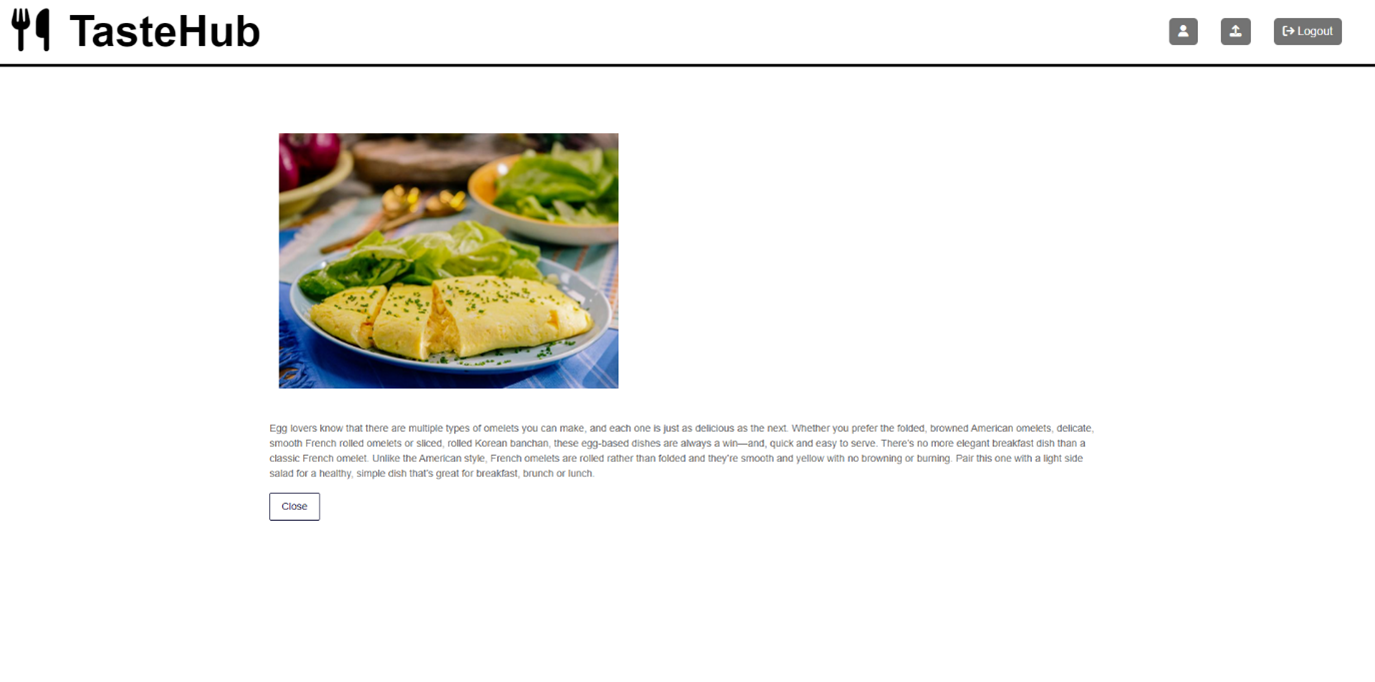 TasteHub
Logout
Egg lovers know that there are multiple types of omelets you can make, and each one is just as delicious as the next. Whether you prefer the folded, browned American omelets, delicate,
smooth French rolled omelets or sliced, rolled Korean banchan, these egg-based dishes are always a win—and, quick and easy to serve. There's no more elegant breakfast dish than a
classic French omelet. Unlike the American style, French omelets are rolled rather than folded and they're smooth and yellow with no browning or burning. Pair this one with a light side
salad for a healthy, simple dish that's great for breakfast, brunch or lunch.
Close